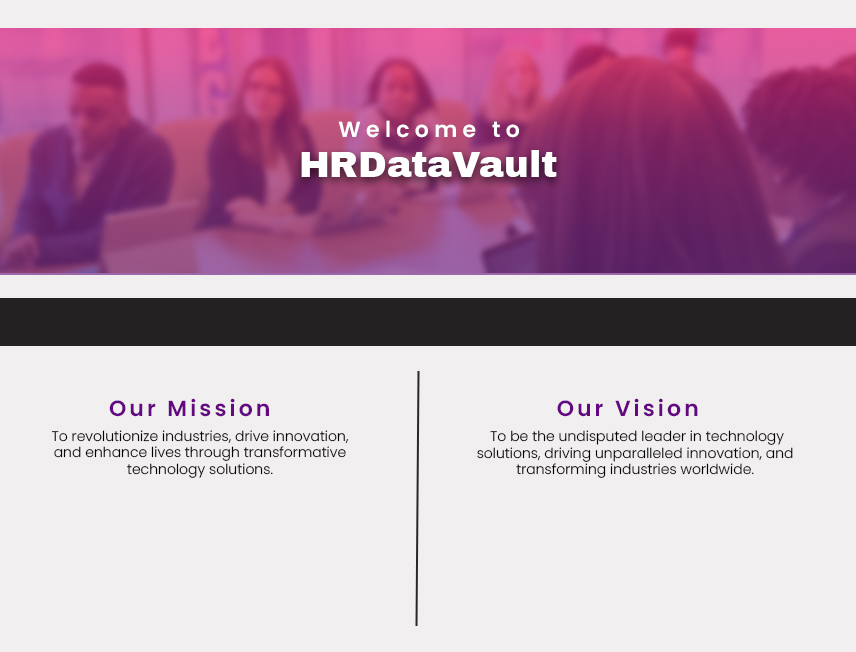 Welcome to
HRDataVault
Our Mission
To revolutionize industries, drive innovation,
and enhance lives through transformative
technology solutions.
Our Vision
To be the undisputed leader in technology
solutions, driving unparalleled innovation, and
transforming industries worldwide.